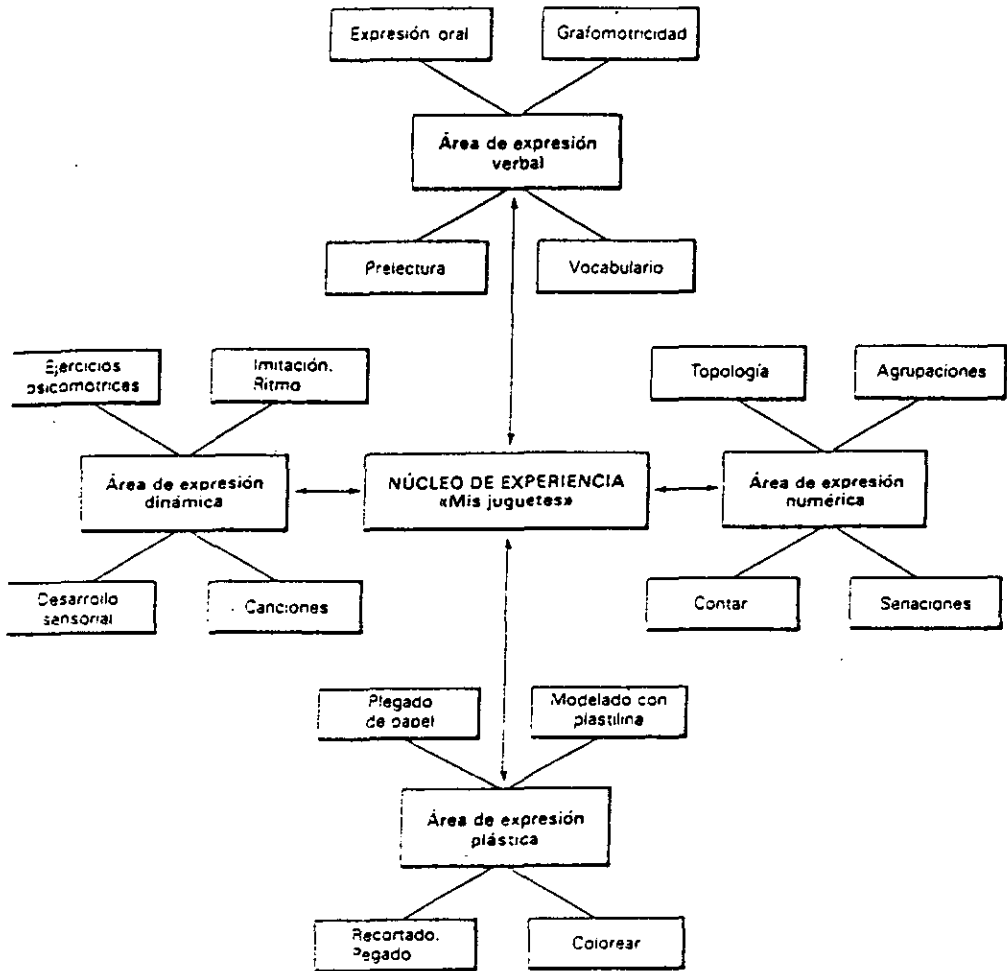 Expresión oral
Grafomotricidad
Área de expresión
verbal
Prelectura
Vocabulario
Ejercicios
psicomotrices
Imitación.
Ritmo
Topología
Agrupaciones
Área de expresión
dinámica
NÚCLEO DE EXPERIENCIA
«Mis juguetes»
Área de expresión
numérica
Desarrollo
sensorial
Canciones
Contar
Seriaciones
Plegado
de papel
Modelado con
plastilina
Área de expresión
plástica
Recortado.
Pegado
Colorear